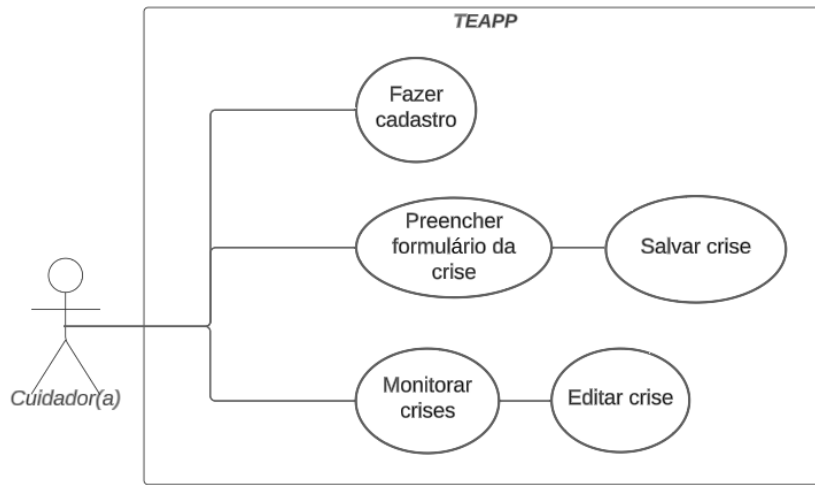 TEAPP
Fazer
cadastro
Preencher
formulário da
crise
Salvar crise
Cuidador(a)
Monitorar
crises
Editar crise